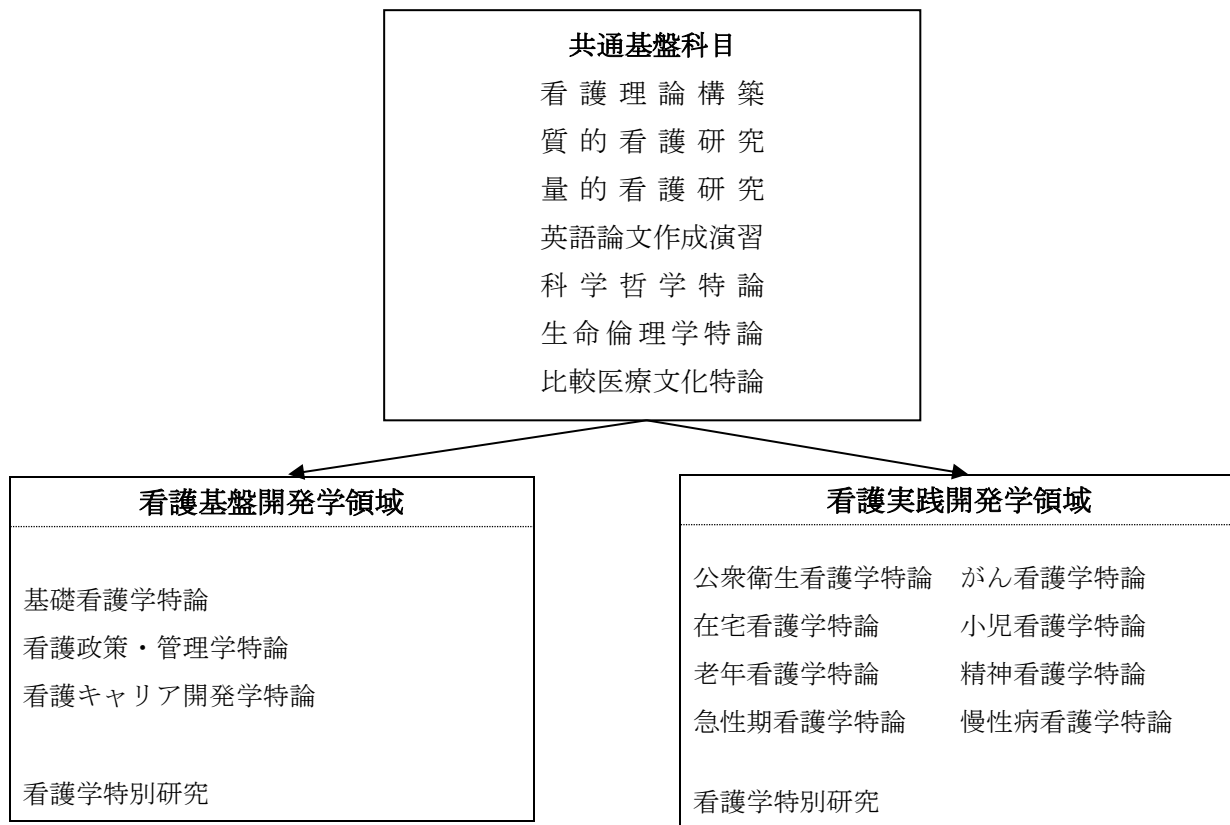 共通基盤科目
看護理論構築
質的看護研究
量的看護研究
英語論文作成演習
科学哲学特論
生命倫理学特論
比較医療文化特論
看護基盤開発学領域
基礎看護学特論
看護政策・管理学特論
看護キャリア開発学特論
看護学特別研究
看護実践開発学領域
公衆衛生看護学特論 がん看護学特論
在宅看護学特論 小児看護学特論
老年看護学特論 精神看護学特論
急性期看護学特論 慢性病看護学特論
看護学特別研究